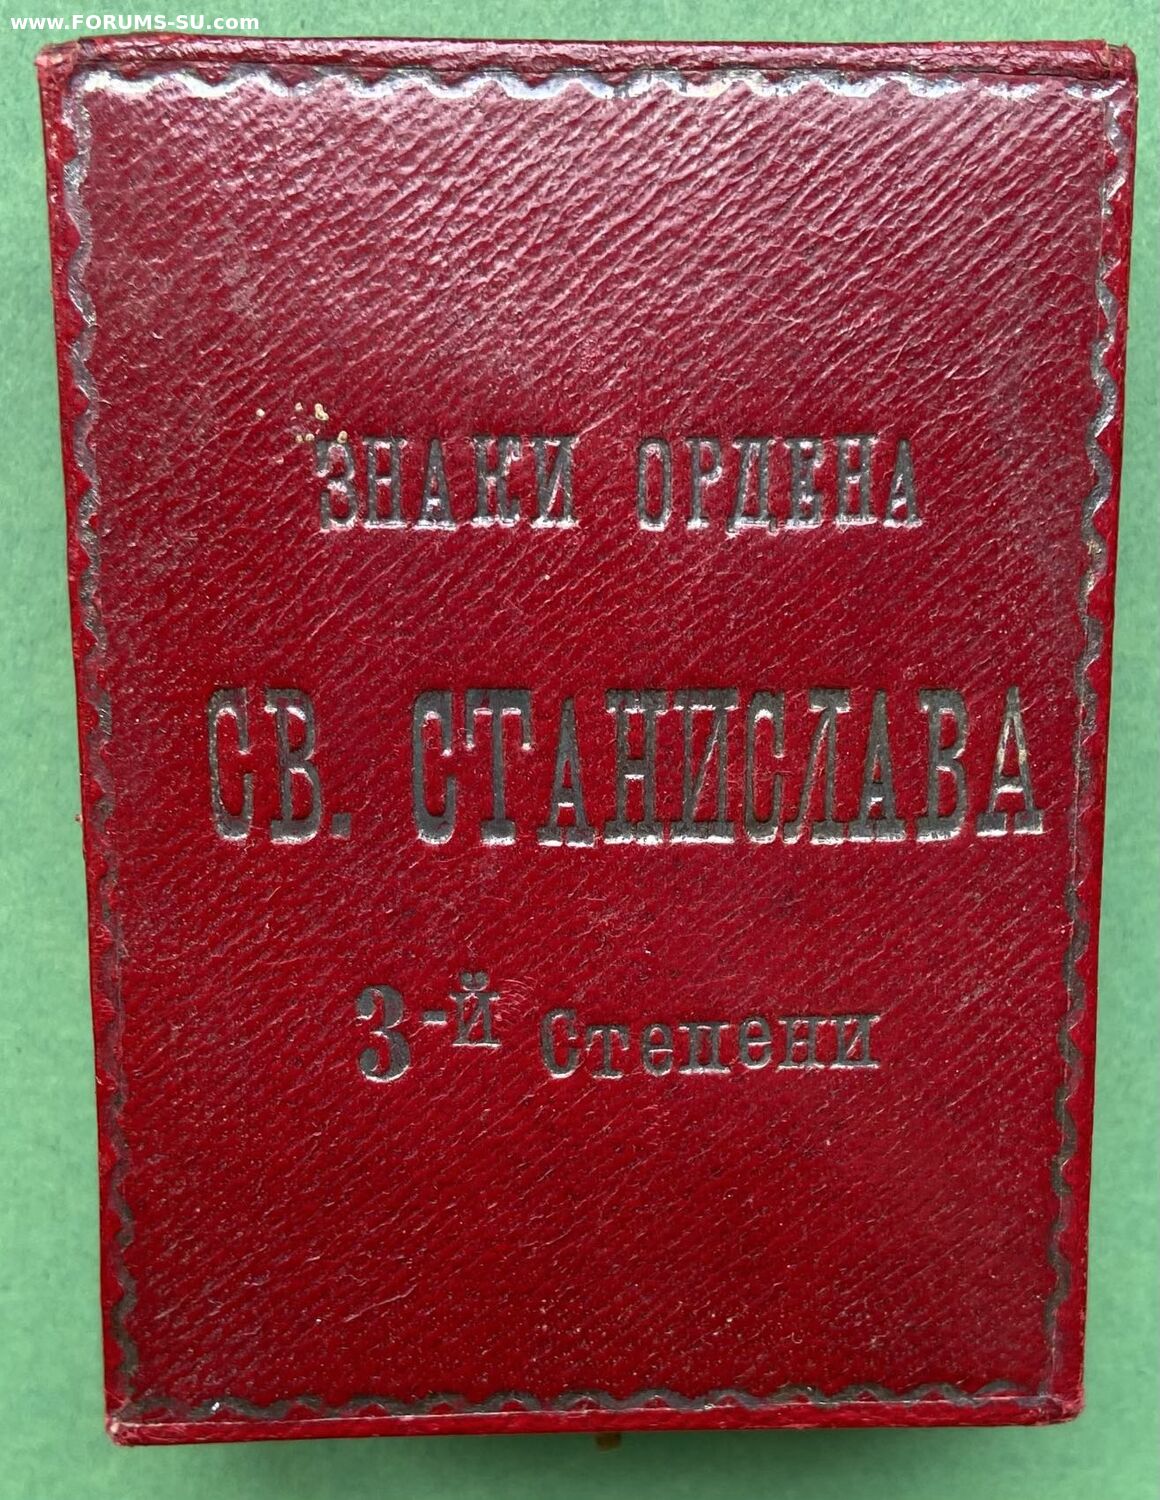 www.FORUMS-SU.com
ЗНАКИ ОРДЕНА
СВ. СТАНИСЛАВА
3-й Степени